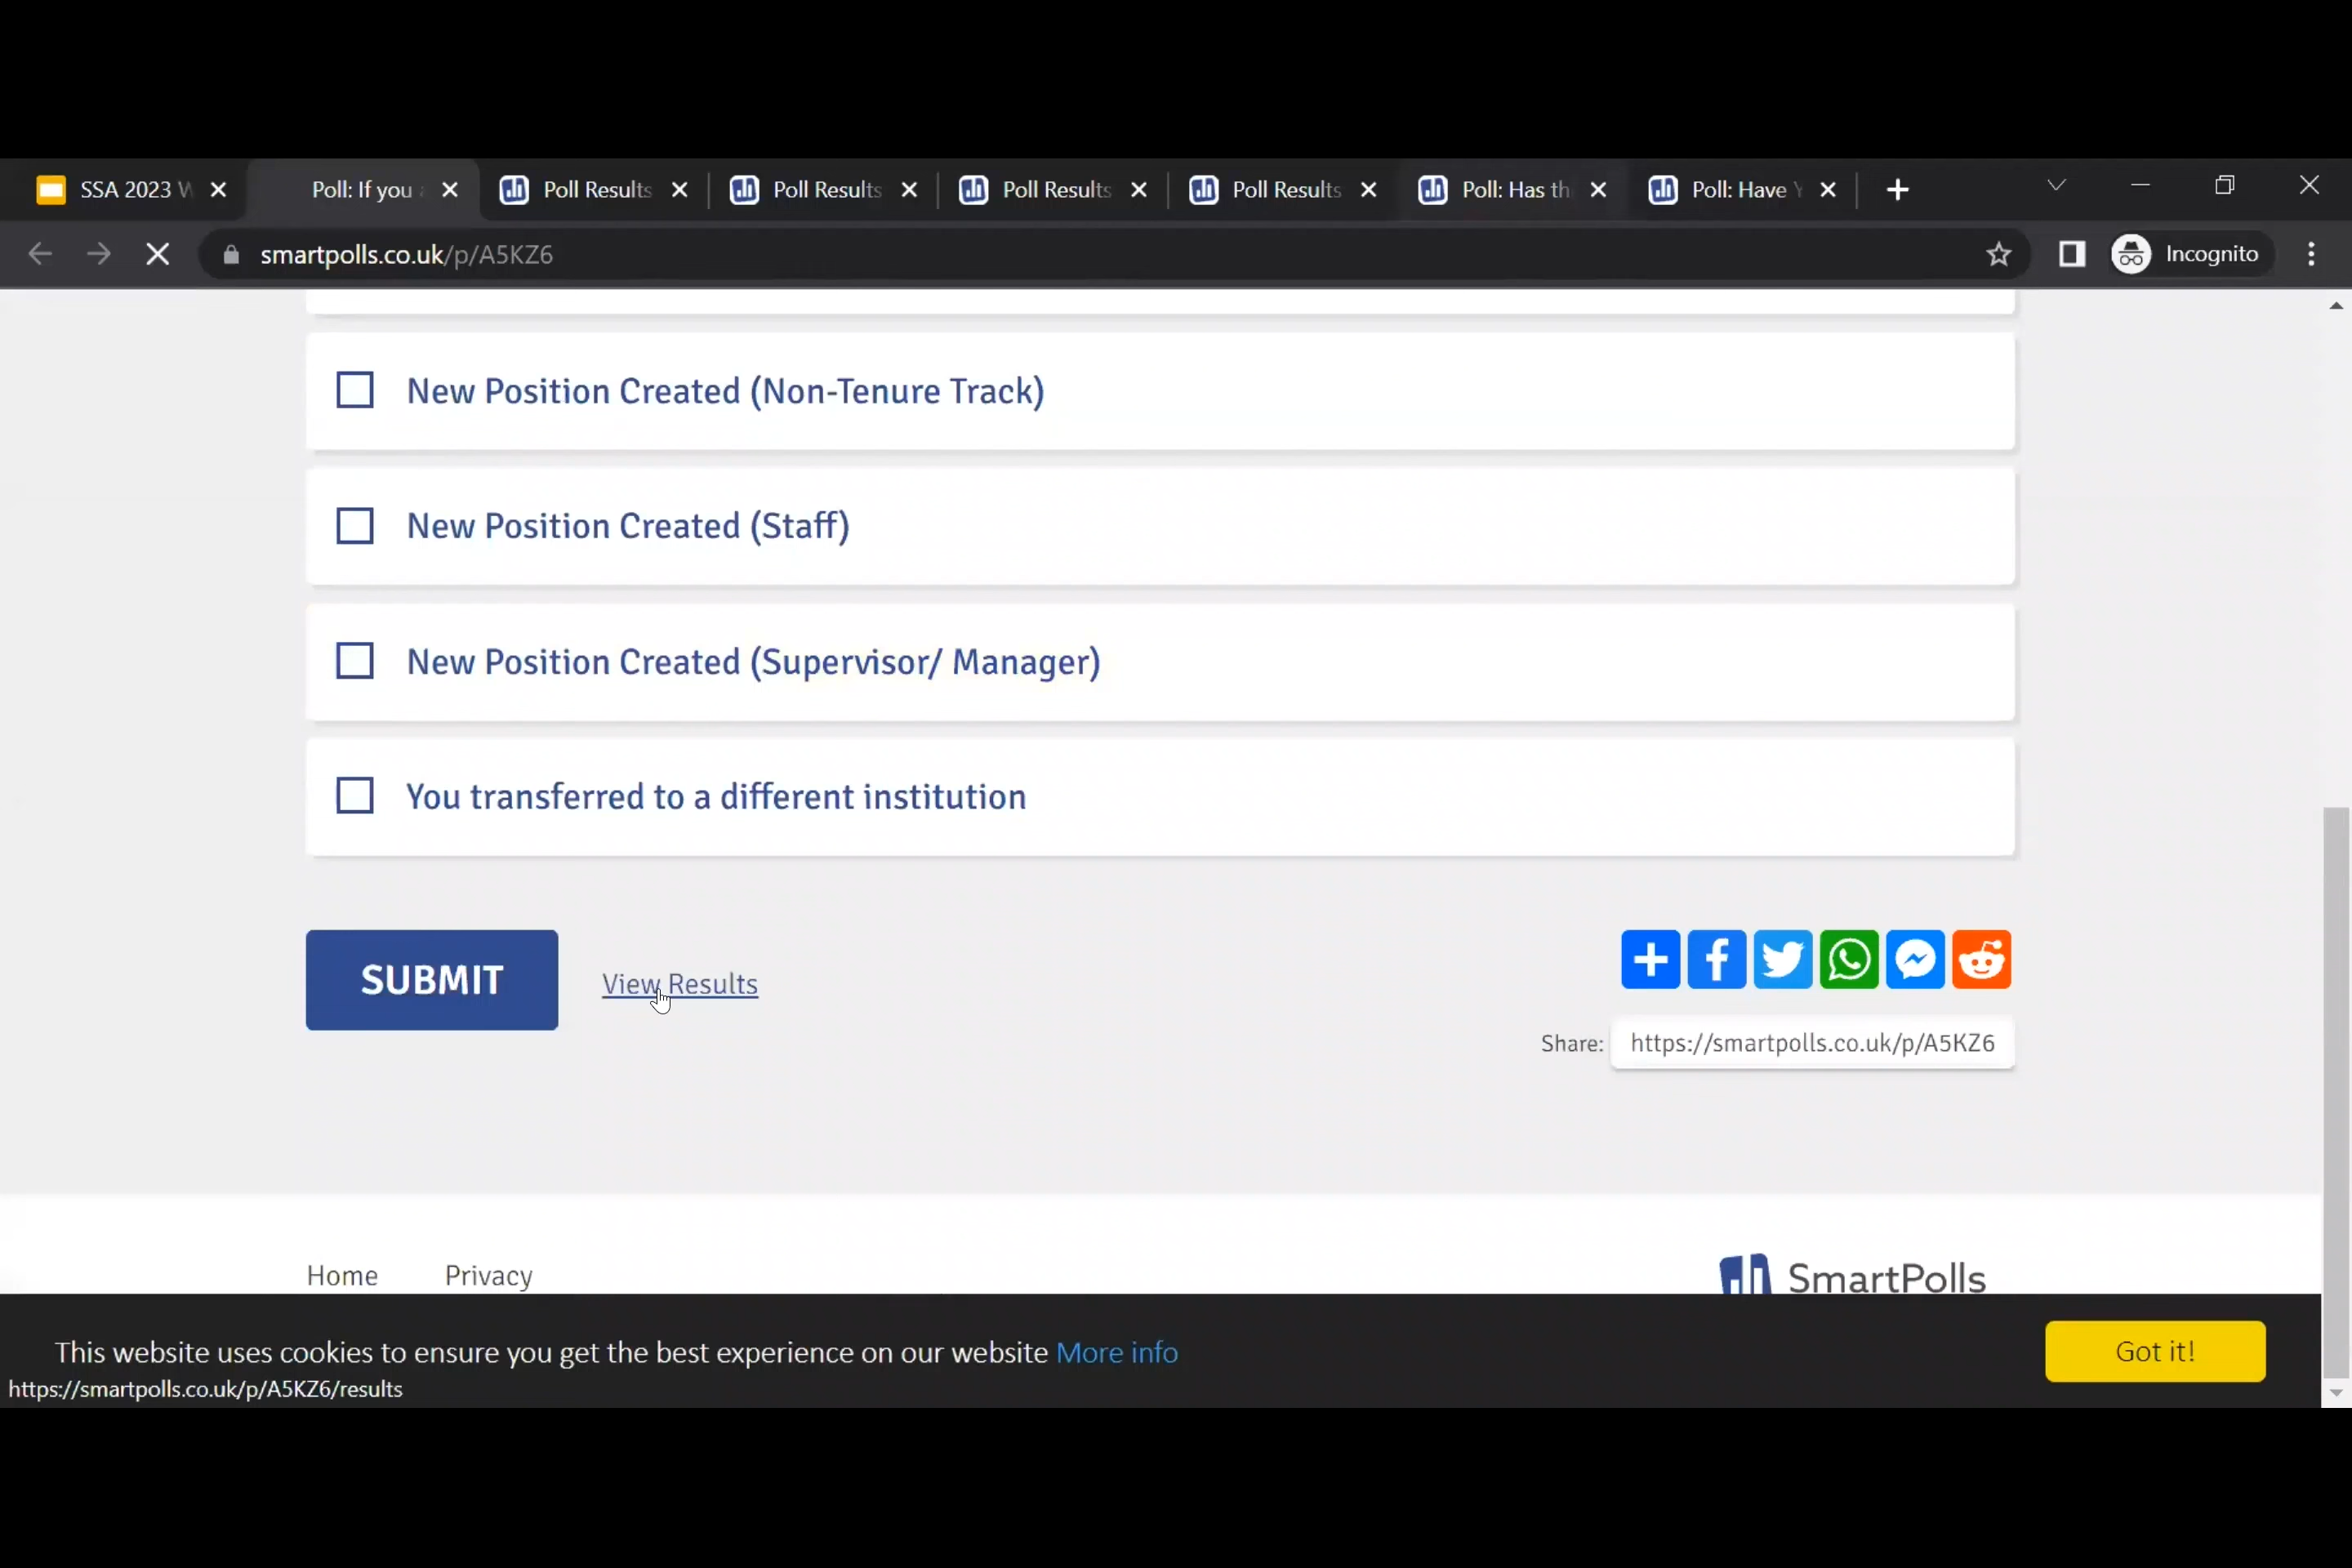 SSA 2023 W
Poll: If you a
Poll Results
Poll Results
Poll Results
Poll Results
Poll: Has th
Poll: Have Y
smartpolls.co.uk/p/A5KZ6
Incognito
New Position Created (Non-Tenure Track)
New Position Created (Staff)
New Position Created (Supervisor/ Manager)
You transferred to a different institution
SUBMIT
View Results
Share: https://smartpolls.co.uk/p/A5KZ6
Home Privacy
SmartPolls
This website uses cookies to ensure you get the best experience on our website More info
Got it!
https://smartpolls.co.uk/p/A5KZ6/results